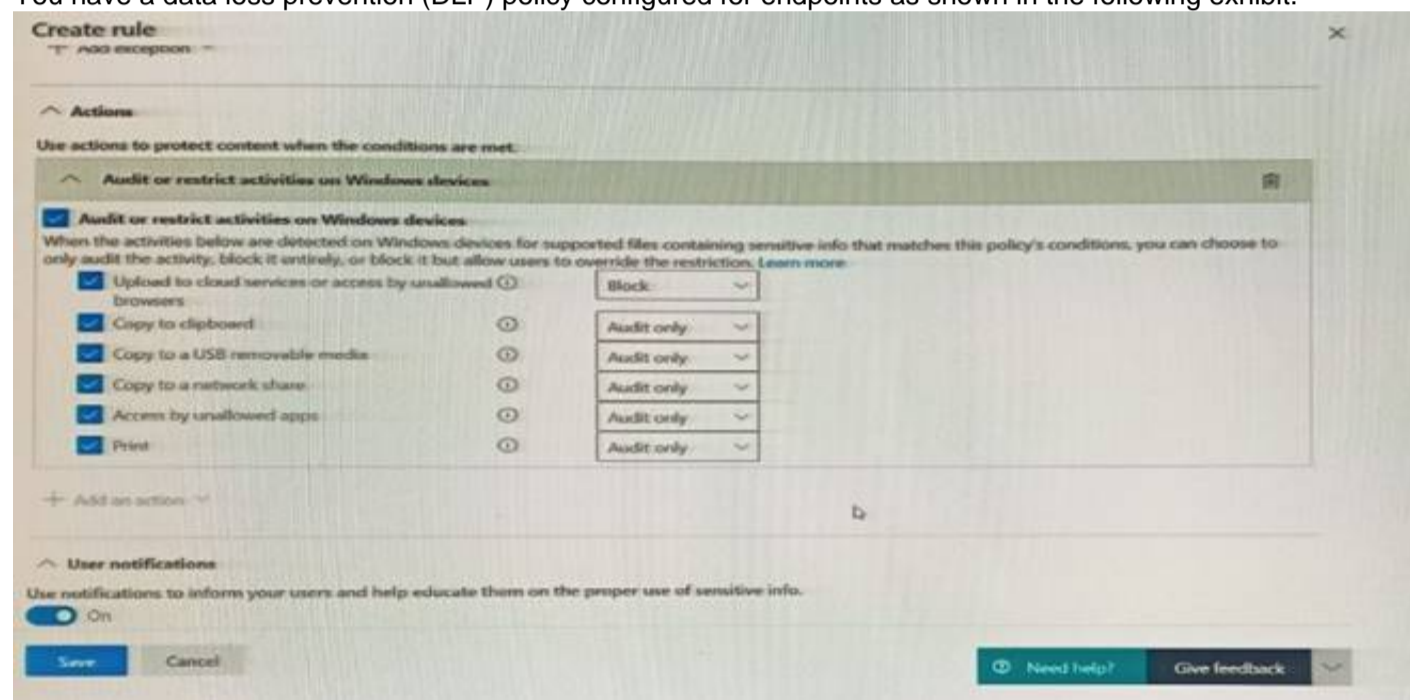 You have a data loss prevention (DLP) policy configured for endpoints as shown in the following exhibit.
Create rule
Add exception
Actions
Use actions to protect content when the conditions are met.
Audit or restrict activities on Windows devices
Audit or restrict activities on Windows devices
When the activities below are detected on Windows devices for supported files containing sensitive info that matches this policy's conditions, you can choose to
only audit the activity, block it entirely, or block it but allow users to override the restriction. Learn more
Upload to cloud services or access by unallowed Block
browsers
Copy to clipboard Audit only
Copy to a USB removable media Audit only
Copy to a network share Audit only
Access by unallowed apps Audit only
Print Audit only
+ Add an action
User notifications
Use notifications to inform your users and help educate them on the proper use of sensitive info.
On
Save Cancel Need help? Give feedback